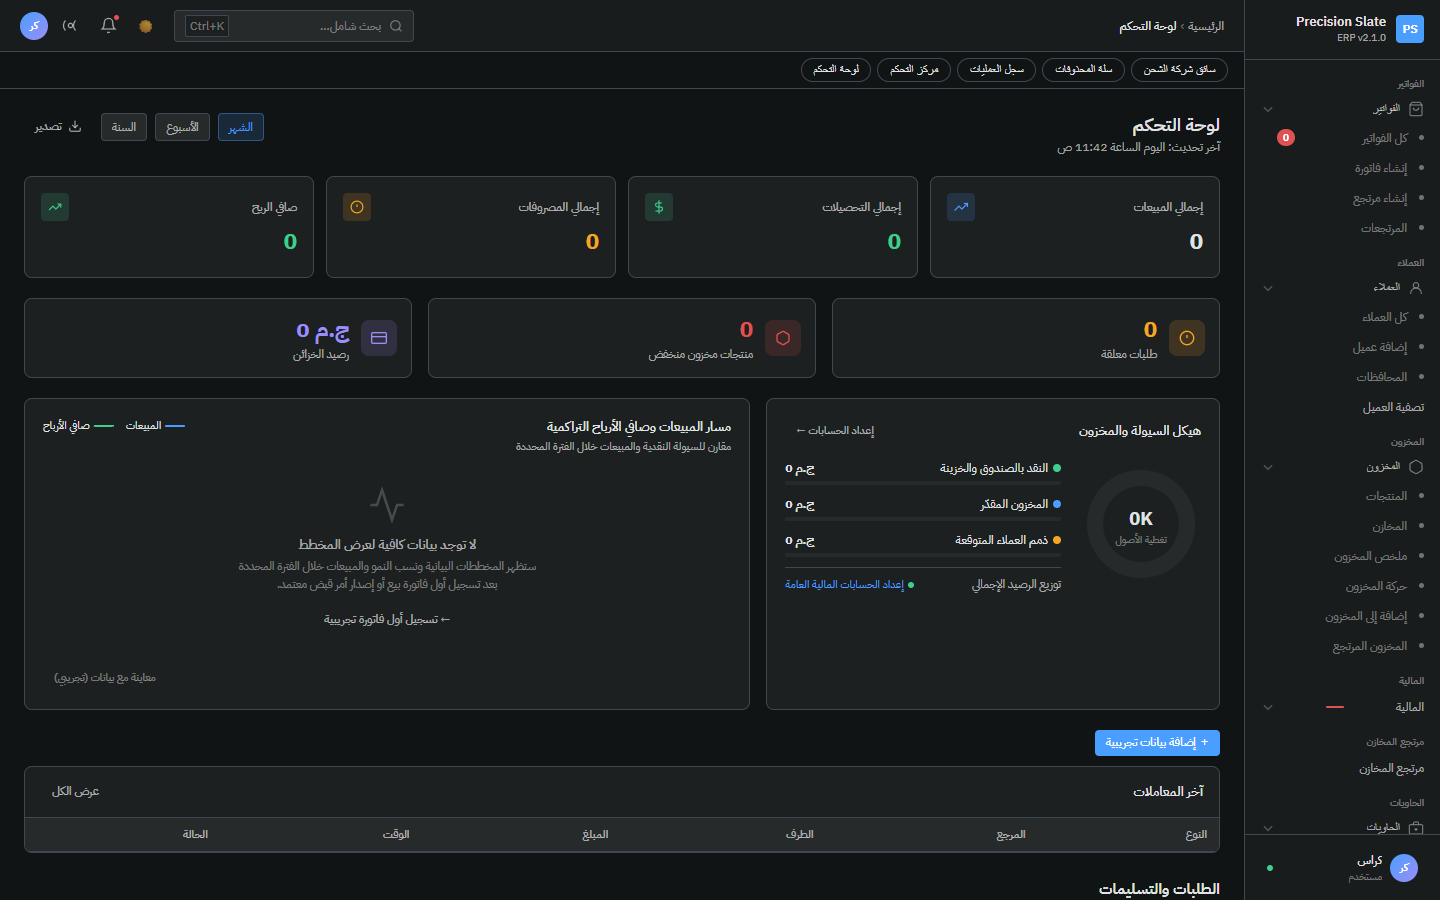 Precision Slate
ERP v2.1.0
PS
الفواتير
الفواتير
كل الفواتير
0
إنشاء فاتورة
إنشاء مرتجع
المرتجعات
العملاء
العملاء
كل العملاء
إضافة عميل
المحافظات
تصفية العميل
المخزون
المخزون
المنتجات
المخازن
ملخص المخزون
حركة المخزون
إضافة إلى المخزون
المخزون المرتجع
المالية
المالية
مرتجع المخازن
مرتجع المخازن
الحاويات
الحاويات
كر
كراس
مستخدم
الرئيسية › لوحة التحكم
بحث شامل...
Ctrl+K
كر
سائق شركة الشحن
سلة المحذوفات
سجل العمليات
مركز التحكم
لوحة التحكم
لوحة التحكم
آخر تحديث: اليوم الساعة 11:42 ص
الشهر
الأسبوع
السنة
تصدير
إجمالي المبيعات
0
إجمالي التحصيلات
0
إجمالي المصروفات
0
صافي الربح
0
0
طلبات معلقة
0
منتجات مخزون منخفض
0 ج.م
رصيد الخزائن
هيكل السيولة والمخزون
إعداد الحسابات ←
0K
تغطية الأصول
النقد بالصندوق والخزينة
0 ج.م
المخزون المقدّر
0 ج.م
ذمم العملاء المتوقعة
0 ج.م
توزيع الرصيد الإجمالي
إعداد الحسابات المالية العامة
مسار المبيعات وصافي الأرباح التراكمية
مقارن للسيولة النقدية والمبيعات خلال الفترة المحددة
المبيعات
صافي الأرباح
لا توجد بيانات كافية لعرض المخطط
ستظهر المخططات البيانية ونسب النمو والمبيعات خلال الفترة المحددة
بعد تسجيل أول فاتورة بيع أو إصدار أمر قبض معتمد.
← تسجيل أول فاتورة تجريبية
معاينة مع بيانات (تجريبي)
+ إضافة بيانات تجريبية
آخر المعاملات
عرض الكل
النوع
المرجع
الطرف
المبلغ
الوقت
الحالة
الطلبات والتسليمات